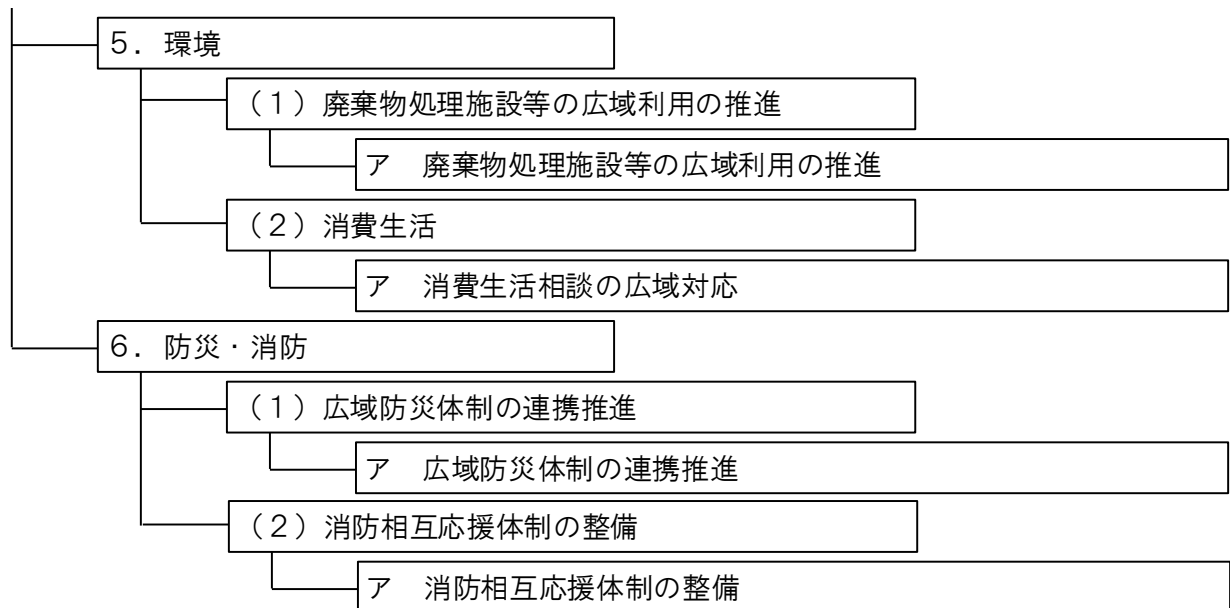 ５．環境
（１）廃棄物処理施設等の広域利用の推進
ア　廃棄物処理施設等の広域利用の推進
（２）消費生活
ア　消費生活相談の広域対応
６．防災・消防
（１）広域防災体制の連携推進
ア　広域防災体制の連携推進
（２）消防相互応援体制の整備
ア　消防相互応援体制の整備